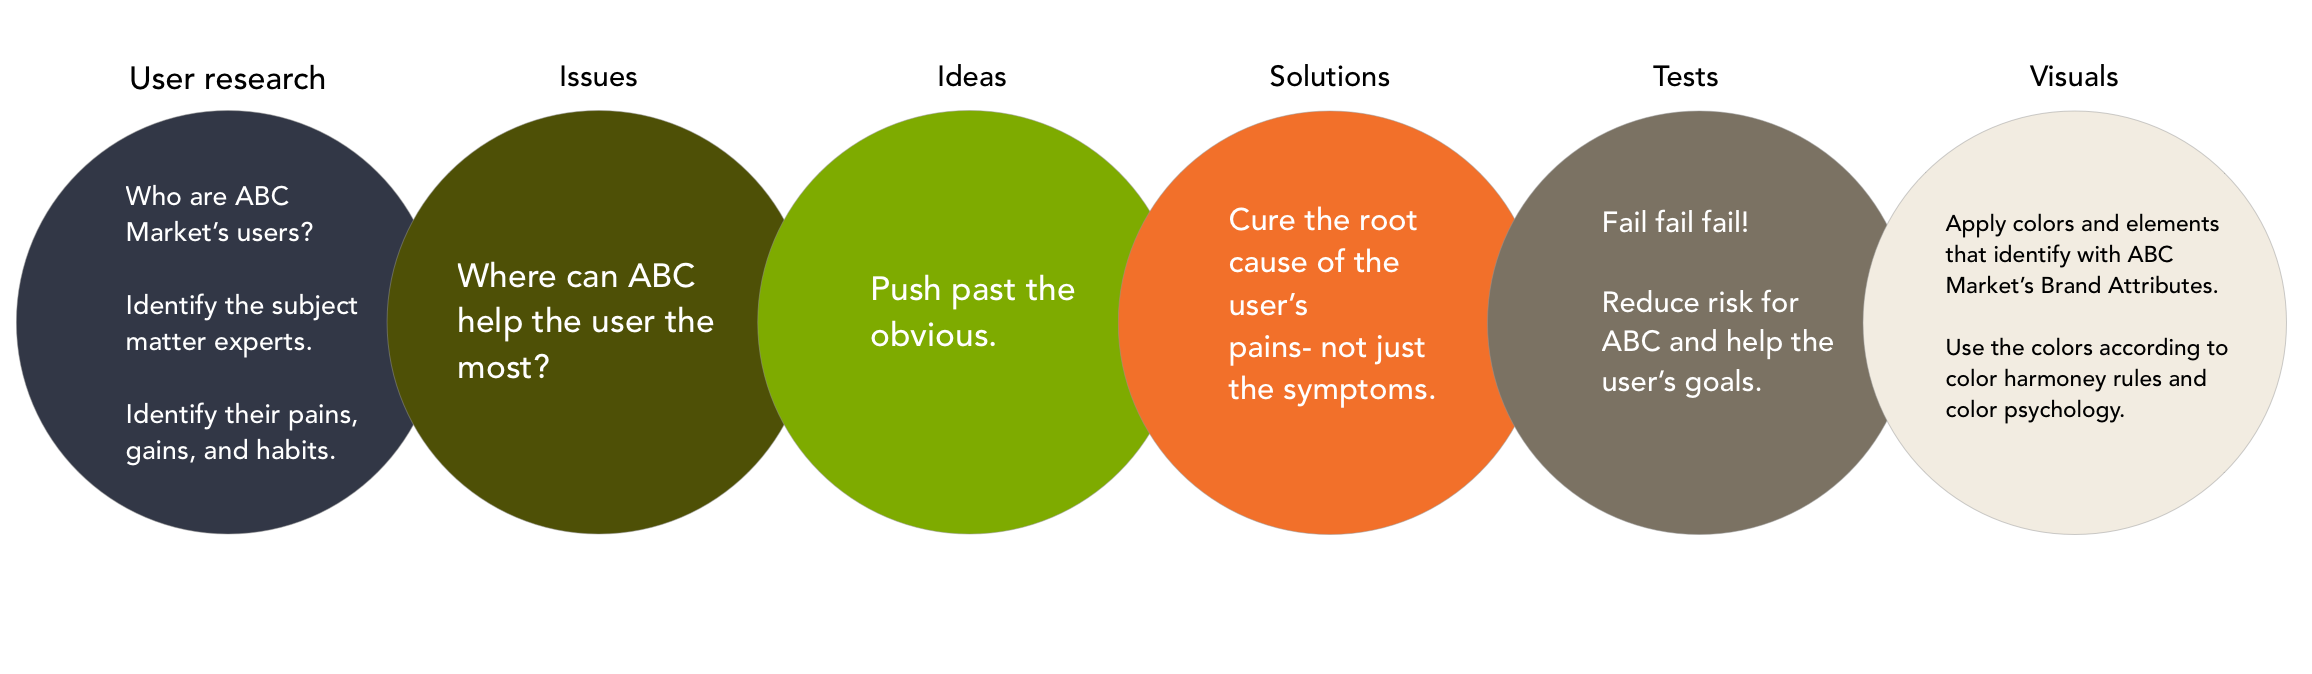 User research
Who are ABC
Market’s users?
Identify the subject
matter experts.
Identify their pains,
gains, and habits.
Issues
Where can ABC
help the user the
most?
Ideas
Push past the
obvious.
Solutions
Cure the root
cause of the
user’s
pains- not just
the symptoms.
Tests
Fail fail fail!
Reduce risk for
ABC and help the
user’s goals.
Visuals
Apply colors and elements
that identify with ABC
Market’s Brand Attributes.
Use the colors according to
color harmoney rules and
color psychology.